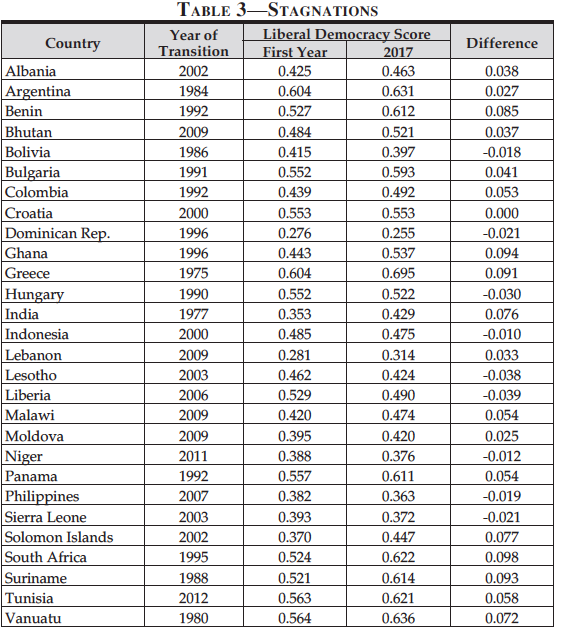 TABLE 3—STAGNATIONS
Country Year of Transition Liberal Democracy Score Difference
First Year 2017
Albania 2002 0.425 0.463 0.038
Argentina 1984 0.604 0.631 0.027
Benin 1992 0.527 0.612 0.085
Bhutan 2009 0.484 0.521 0.037
Bolivia 1986 0.415 0.397 -0.018
Bulgaria 1991 0.552 0.593 0.041
Colombia 1992 0.439 0.492 0.053
Croatia 2000 0.553 0.553 0.000
Dominican Rep. 1996 0.276 0.255 -0.021
Ghana 1996 0.443 0.537 0.094
Greece 1975 0.604 0.695 0.091
Hungary 1990 0.552 0.522 -0.030
India 1977 0.353 0.429 0.076
Indonesia 2000 0.485 0.475 -0.010
Lebanon 2009 0.281 0.314 0.033
Lesotho 2003 0.462 0.424 -0.038
Liberia 2006 0.529 0.490 -0.039
Malawi 2009 0.420 0.474 0.054
Moldova 2009 0.395 0.420 0.025
Niger 2011 0.388 0.376 -0.012
Panama 1992 0.557 0.611 0.054
Philippines 2007 0.382 0.363 -0.019
Sierra Leone 2003 0.393 0.372 -0.021
Solomon Islands 2002 0.370 0.447 0.077
South Africa 1995 0.524 0.622 0.098
Suriname 1988 0.521 0.614 0.093
Tunisia 2012 0.563 0.621 0.058
Vanuatu 1980 0.564 0.636 0.072